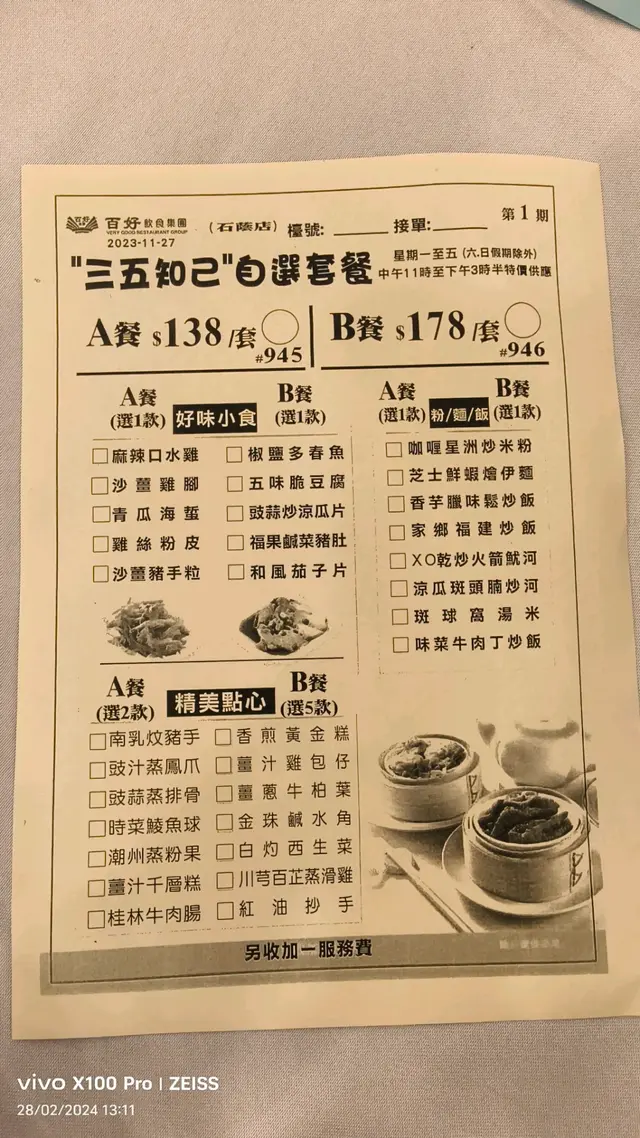 百好 飲食集團
VERY GOOD RESTAURANT GROUP
(石蔭店) 檯號: 接單: 第1期
2023-11-27
"三五知己"自選套餐
星期一至五 (六.日假期除外)
中午11時至下午3時半特價供應
A餐 $138/套 #945
B餐 $178/套 #946
A餐 (選1款) 好味小食 B餐 (選1款)
麻辣口水雞 椒鹽多春魚
沙薑雞腳 五味脆豆腐
青瓜海蜇 豉蒜炒涼瓜片
雞絲粉皮 福果鹹菜豬肚
沙薑豬手粒 和風茄子片
A餐 (選1款) 粉/麵/飯 B餐 (選1款)
咖喱星洲炒米粉
芝士鮮蝦燴伊麵
香芋臘味鬆炒飯
家鄉福建炒飯
XO乾炒火箭魷河
涼瓜斑頭腩炒河
斑球窩湯米
味菜牛肉丁炒飯
A餐 (選2款) 精美點心 B餐 (選5款)
南乳炆豬手 香煎黃金糕
豉汁蒸鳳爪 薑汁雞包仔
豉蒜蒸排骨 薑蔥牛柏葉
時菜鯪魚球 金珠鹹水角
潮州蒸粉果 白灼西生菜
薑汁千層糕 川芎百芷蒸滑雞
桂林牛肉腸 紅油抄手
另收加一服務費
vivo X100 Pro | ZEISS
28/02/2024 13:11